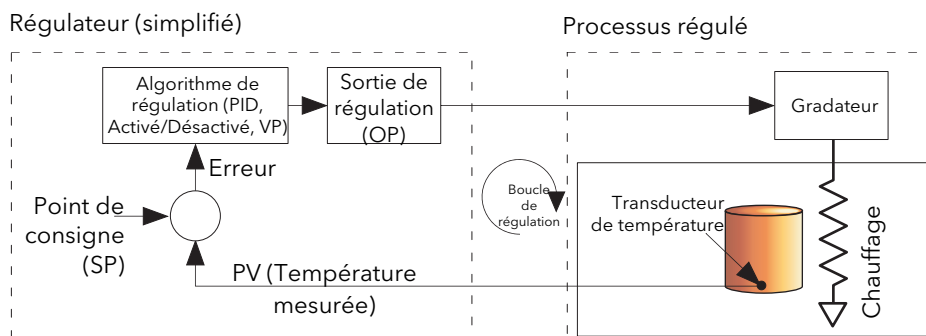 Régulateur (simplifié)
Processus régulé
Algorithme de
régulation (PID,
Activé/Désactivé, VP)
Sortie de
régulation
(OP)
Gradateur
Erreur
Point de
consigne
(SP)
Boucle
de
régulation
Transducteur
de température
Chauffage
PV (Température
mesurée)